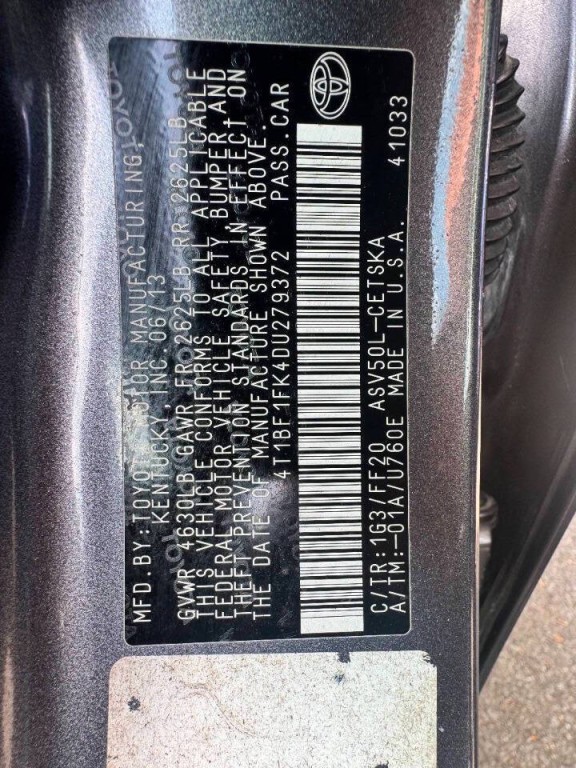 MFD. BY: TOYOTA MOTOR MANUFACTURING,
KENTUCKY, INC. 06/13
GVWR 4630LB GAWR FR 2625LB RR 2625LB
THIS VEHICLE CONFORMS TO ALL APPLICABLE
FEDERAL MOTOR VEHICLE SAFETY, BUMPER AND
THEFT PREVENTION STANDARDS IN EFFECT ON
THE DATE OF MANUFACTURE SHOWN ABOVE.
4T1BF1FK4DU279372 PASS. CAR
C/TR:1G3/FF20 ASV50L-CETSKA
A/TM:-01A/U760E MADE IN U.S.A. 41033